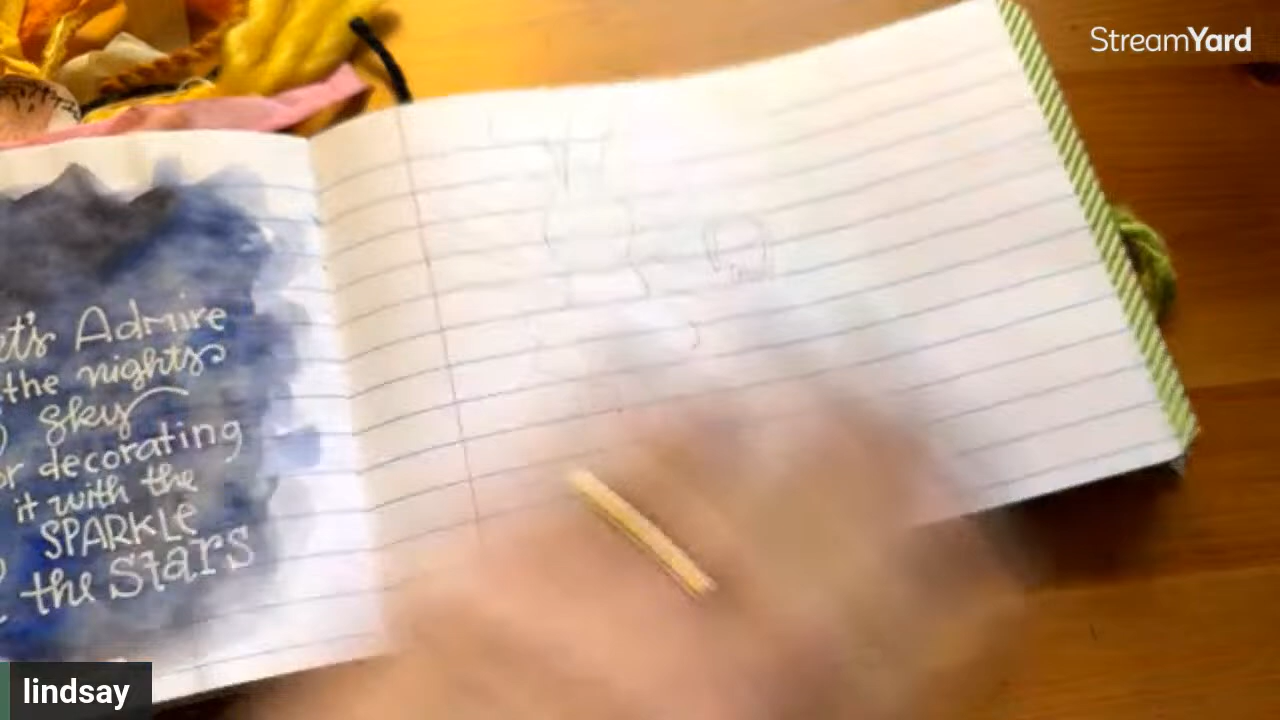 StreamYard
Admire
the nights
sky
decorating
it with the
SPARKLE
the Stars
lindsay